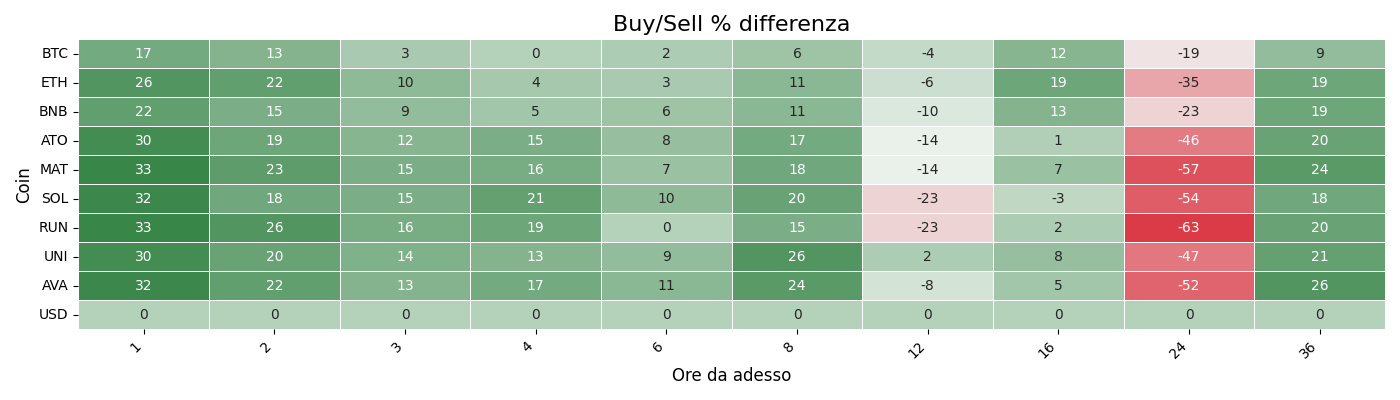 Buy/Sell % differenza
Coin
BTC 17 13 3 0 2 6 -4 12 -19 9
ETH 26 22 10 4 3 11 -6 19 -35 19
BNB 22 15 9 5 6 11 -10 13 -23 19
ATO 30 19 12 15 8 17 -14 1 -46 20
MAT 33 23 15 16 7 18 -14 7 -57 24
SOL 32 18 15 21 10 20 -23 -3 -54 18
RUN 33 26 16 19 0 15 -23 2 -63 20
UNI 30 20 14 13 9 26 2 8 -47 21
AVA 32 22 13 17 11 24 -8 5 -52 26
USD 0 0 0 0 0 0 0 0 0 0
1 2 3 4 6 8 12 16 24 36
Ore da adesso